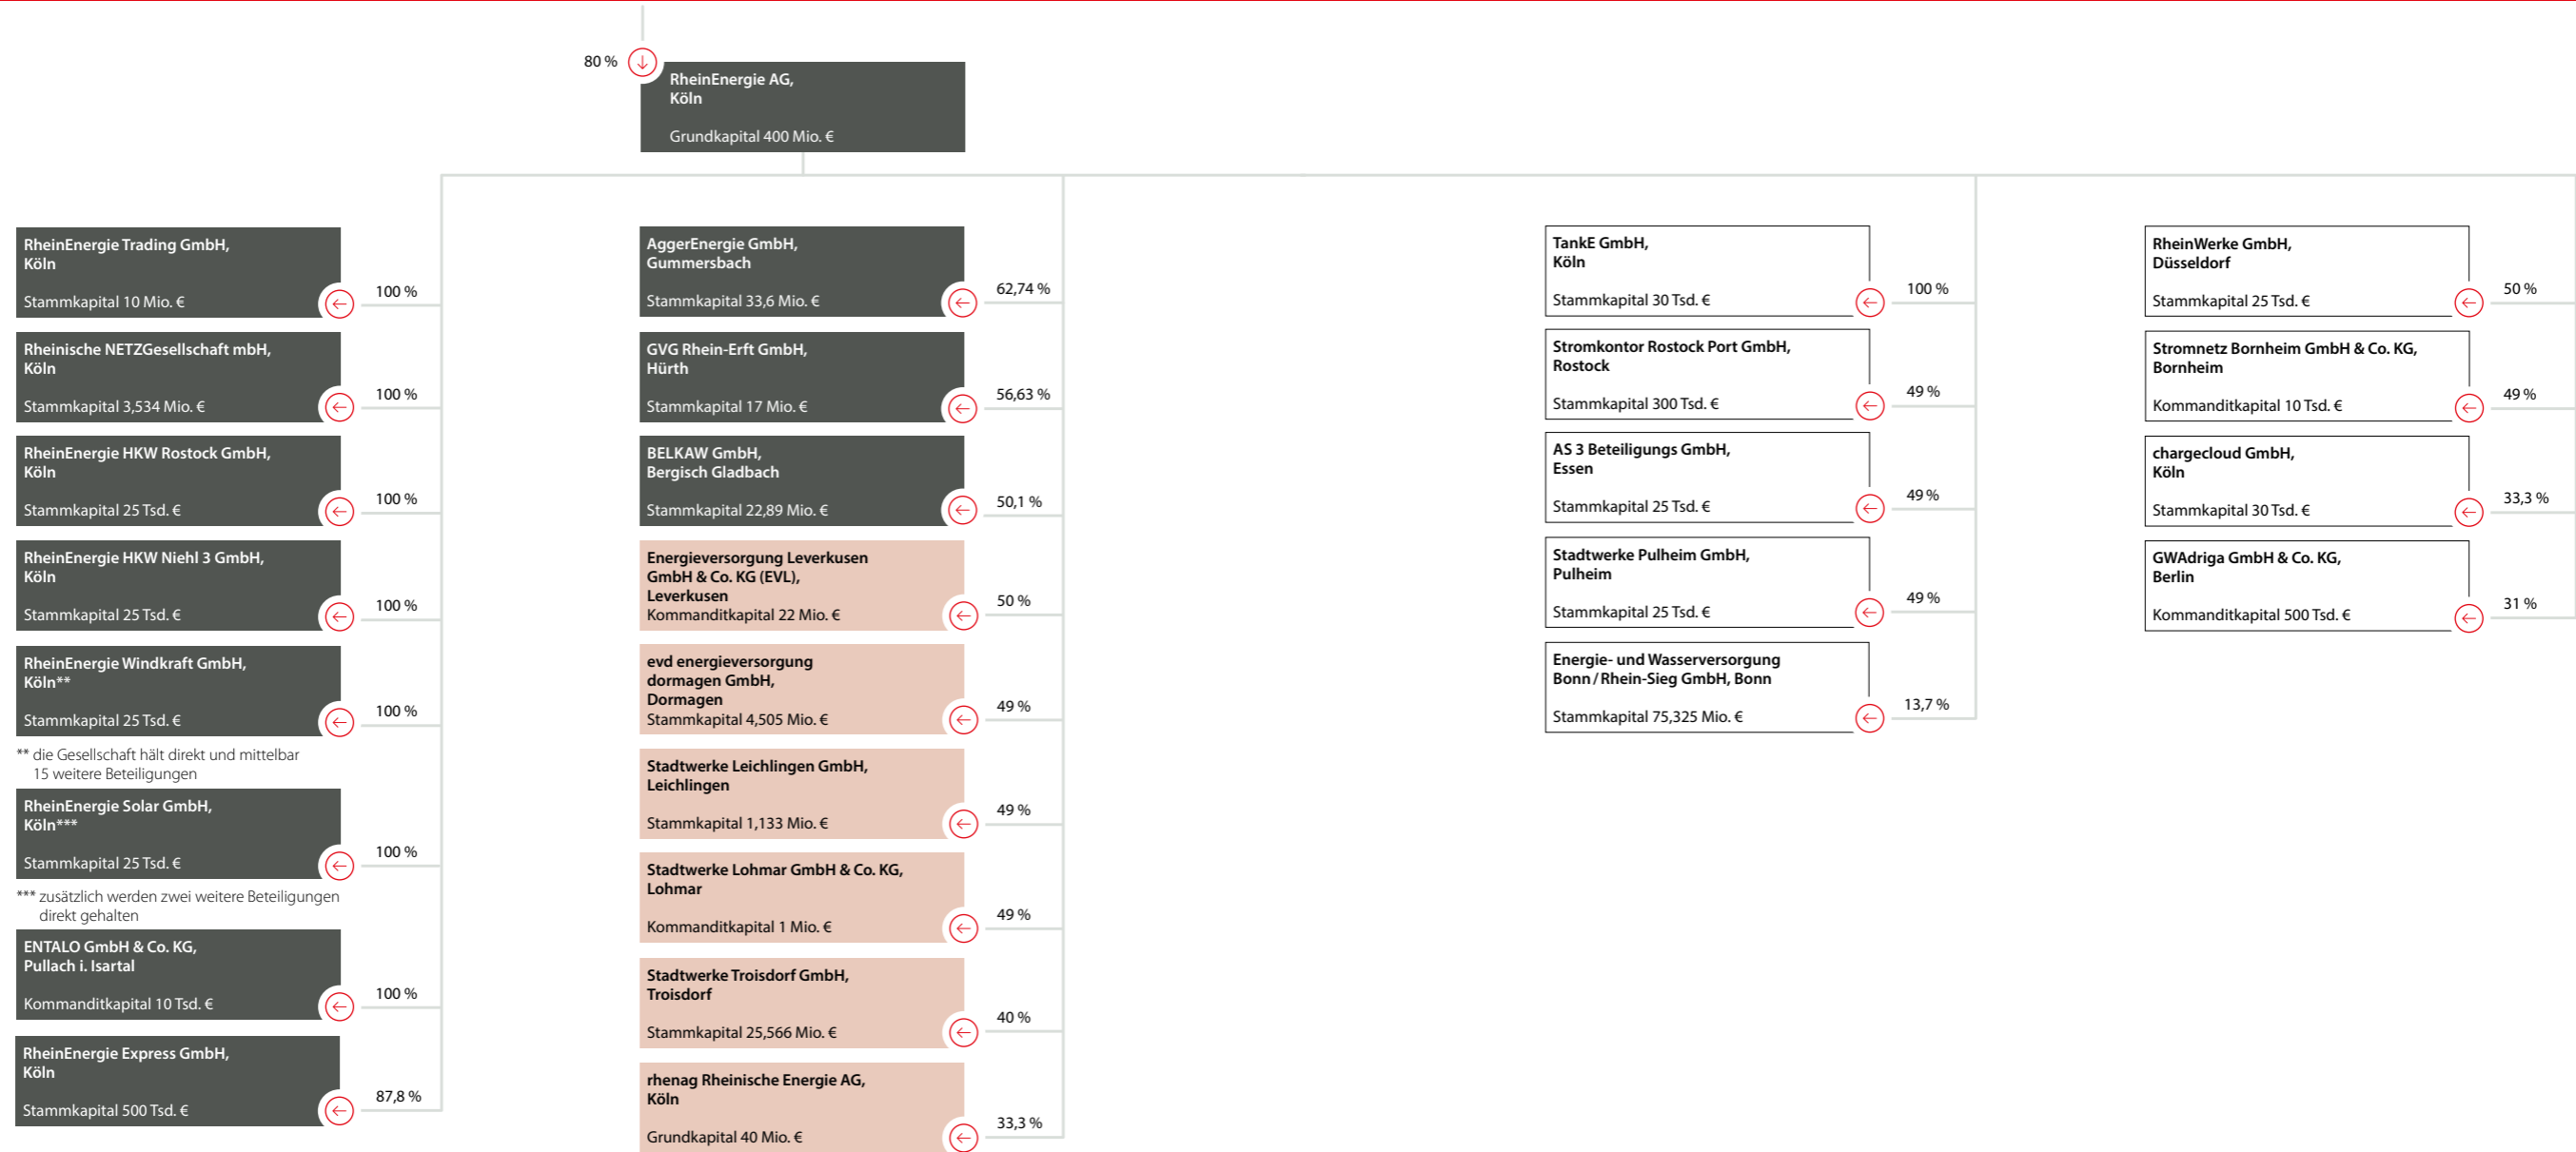 80 %
RheinEnergie AG,
Köln
Grundkapital 400 Mio. €
RheinEnergie Trading GmbH,
Köln
Stammkapital 10 Mio. €
100 %
Rheinische NETZGesellschaft mbH,
Köln
Stammkapital 3,534 Mio. €
100 %
RheinEnergie HKW Rostock GmbH,
Köln
Stammkapital 25 Tsd. €
100 %
RheinEnergie HKW Niehl 3 GmbH,
Köln
Stammkapital 25 Tsd. €
100 %
RheinEnergie Windkraft GmbH,
Köln**
Stammkapital 25 Tsd. €
100 %
** die Gesellschaft hält direkt und mittelbar
15 weitere Beteiligungen
RheinEnergie Solar GmbH,
Köln***
Stammkapital 25 Tsd. €
100 %
*** zusätzlich werden zwei weitere Beteiligungen
direkt gehalten
ENTALO GmbH & Co. KG,
Pullach i. Isartal
Kommanditkapital 10 Tsd. €
100 %
RheinEnergie Express GmbH,
Köln
Stammkapital 500 Tsd. €
87,8 %
AggerEnergie GmbH,
Gummersbach
Stammkapital 33,6 Mio. €
62,74 %
GVG Rhein-Erft GmbH,
Hürth
Stammkapital 17 Mio. €
56,63 %
BELKAW GmbH,
Bergisch Gladbach
Stammkapital 22,89 Mio. €
50,1 %
Energieversorgung Leverkusen
GmbH & Co. KG (EVL),
Leverkusen
Kommanditkapital 22 Mio. €
50 %
evd energieversorgung
dormagen GmbH,
Dormagen
Stammkapital 4,505 Mio. €
49 %
Stadtwerke Leichlingen GmbH,
Leichlingen
Stammkapital 1,133 Mio. €
49 %
Stadtwerke Lohmar GmbH & Co. KG,
Lohmar
Kommanditkapital 1 Mio. €
49 %
Stadtwerke Troisdorf GmbH,
Troisdorf
Stammkapital 25,566 Mio. €
40 %
rhenag Rheinische Energie AG,
Köln
Grundkapital 40 Mio. €
33,3 %
TankE GmbH,
Köln
Stammkapital 30 Tsd. €
100 %
Stromkontor Rostock Port GmbH,
Rostock
Stammkapital 300 Tsd. €
49 %
AS 3 Beteiligungs GmbH,
Essen
Stammkapital 25 Tsd. €
49 %
Stadtwerke Pulheim GmbH,
Pulheim
Stammkapital 25 Tsd. €
49 %
Energie- und Wasserversorgung
Bonn / Rhein-Sieg GmbH, Bonn
Stammkapital 75,325 Mio. €
13,7 %
RheinWerke GmbH,
Düsseldorf
Stammkapital 25 Tsd. €
50 %
Stromnetz Bornheim GmbH & Co. KG,
Bornheim
Kommanditkapital 10 Tsd. €
49 %
chargecloud GmbH,
Köln
Stammkapital 30 Tsd. €
33,3 %
GWAdriga GmbH & Co. KG,
Berlin
Kommanditkapital 500 Tsd. €
31 %